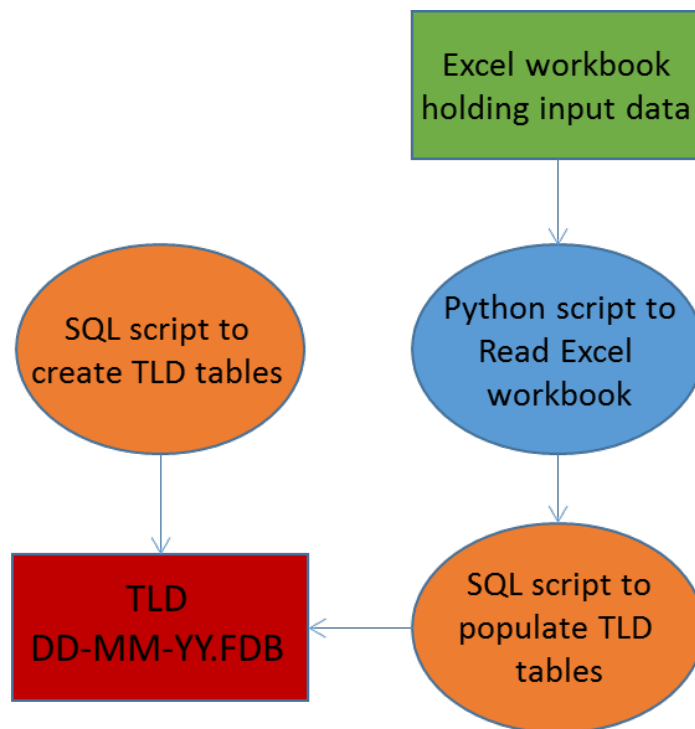 Excel workbook
holding input data
SQL script to
create TLD tables
Python script to
Read Excel
workbook
TLD
DD-MM-YY.FDB
SQL script to
populate TLD
tables